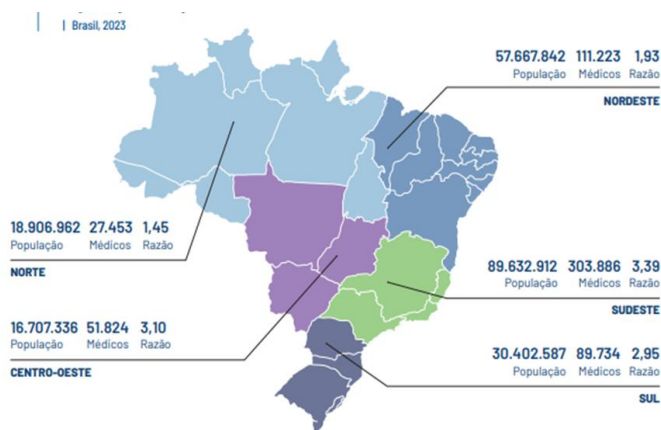 Brasil, 2023
57.667.842 111.223 1,93
População Médicos Razão
NORDESTE
18.906.962 27.453 1,45
População Médicos Razão
NORTE
89.632.912 303.886 3,39
População Médicos Razão
SUDESTE
16.707.336 51.824 3,10
População Médicos Razão
CENTRO-OESTE
30.402.587 89.734 2,95
População Médicos Razão
SUL